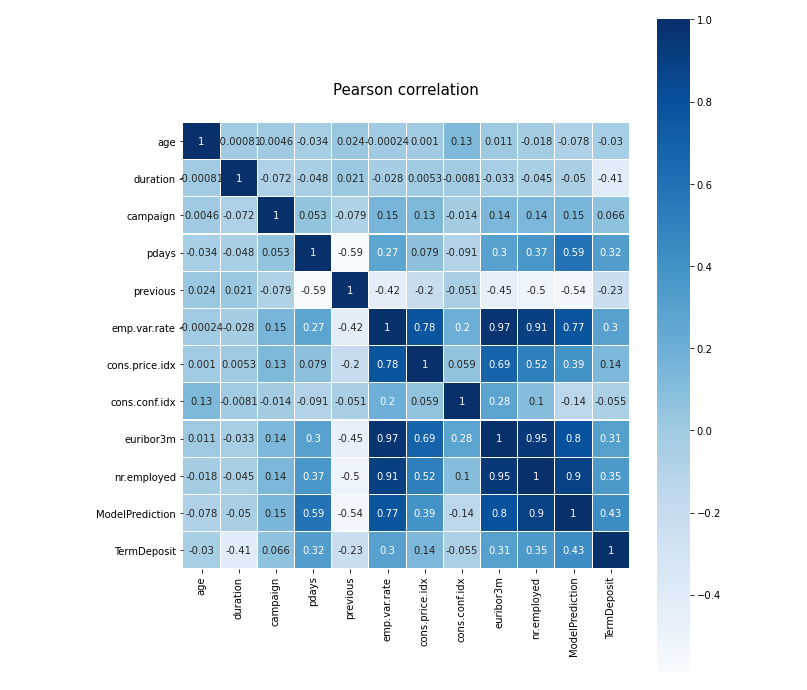 Pearson correlation
age 1 -0.00081 0.0046 -0.034 0.024 -0.00024 0.001 0.13 0.011 -0.018 -0.078 -0.03
duration -0.00081 1 -0.072 -0.048 0.021 -0.028 0.0053 -0.0081 -0.033 -0.045 -0.05 -0.41
campaign 0.0046 -0.072 1 0.053 -0.079 0.15 0.13 -0.014 0.14 0.14 0.15 0.066
pdays -0.034 -0.048 0.053 1 -0.59 0.27 0.079 -0.091 0.3 0.37 0.59 0.32
previous 0.024 0.021 -0.079 -0.59 1 -0.42 -0.2 -0.051 -0.45 -0.5 -0.54 -0.23
emp.var.rate -0.00024 -0.028 0.15 0.27 -0.42 1 0.78 0.2 0.97 0.91 0.77 0.3
cons.price.idx 0.001 0.0053 0.13 0.079 -0.2 0.78 1 0.059 0.69 0.52 0.39 0.14
cons.conf.idx 0.13 -0.0081 -0.014 -0.091 -0.051 0.2 0.059 1 0.28 0.1 -0.14 -0.055
euribor3m 0.011 -0.033 0.14 0.3 -0.45 0.97 0.69 0.28 1 0.95 0.8 0.31
nr.employed -0.018 -0.045 0.14 0.37 -0.5 0.91 0.52 0.1 0.95 1 0.9 0.35
ModelPrediction -0.078 -0.05 0.15 0.59 -0.54 0.77 0.39 -0.14 0.8 0.9 1 0.43
TermDeposit -0.03 -0.41 0.066 0.32 -0.23 0.3 0.14 -0.055 0.31 0.35 0.43 1
age duration campaign pdays previous emp.var.rate cons.price.idx cons.conf.idx euribor3m nr.employed ModelPrediction TermDeposit
1.0
0.8
0.6
0.4
0.2
0.0
−0.2
−0.4